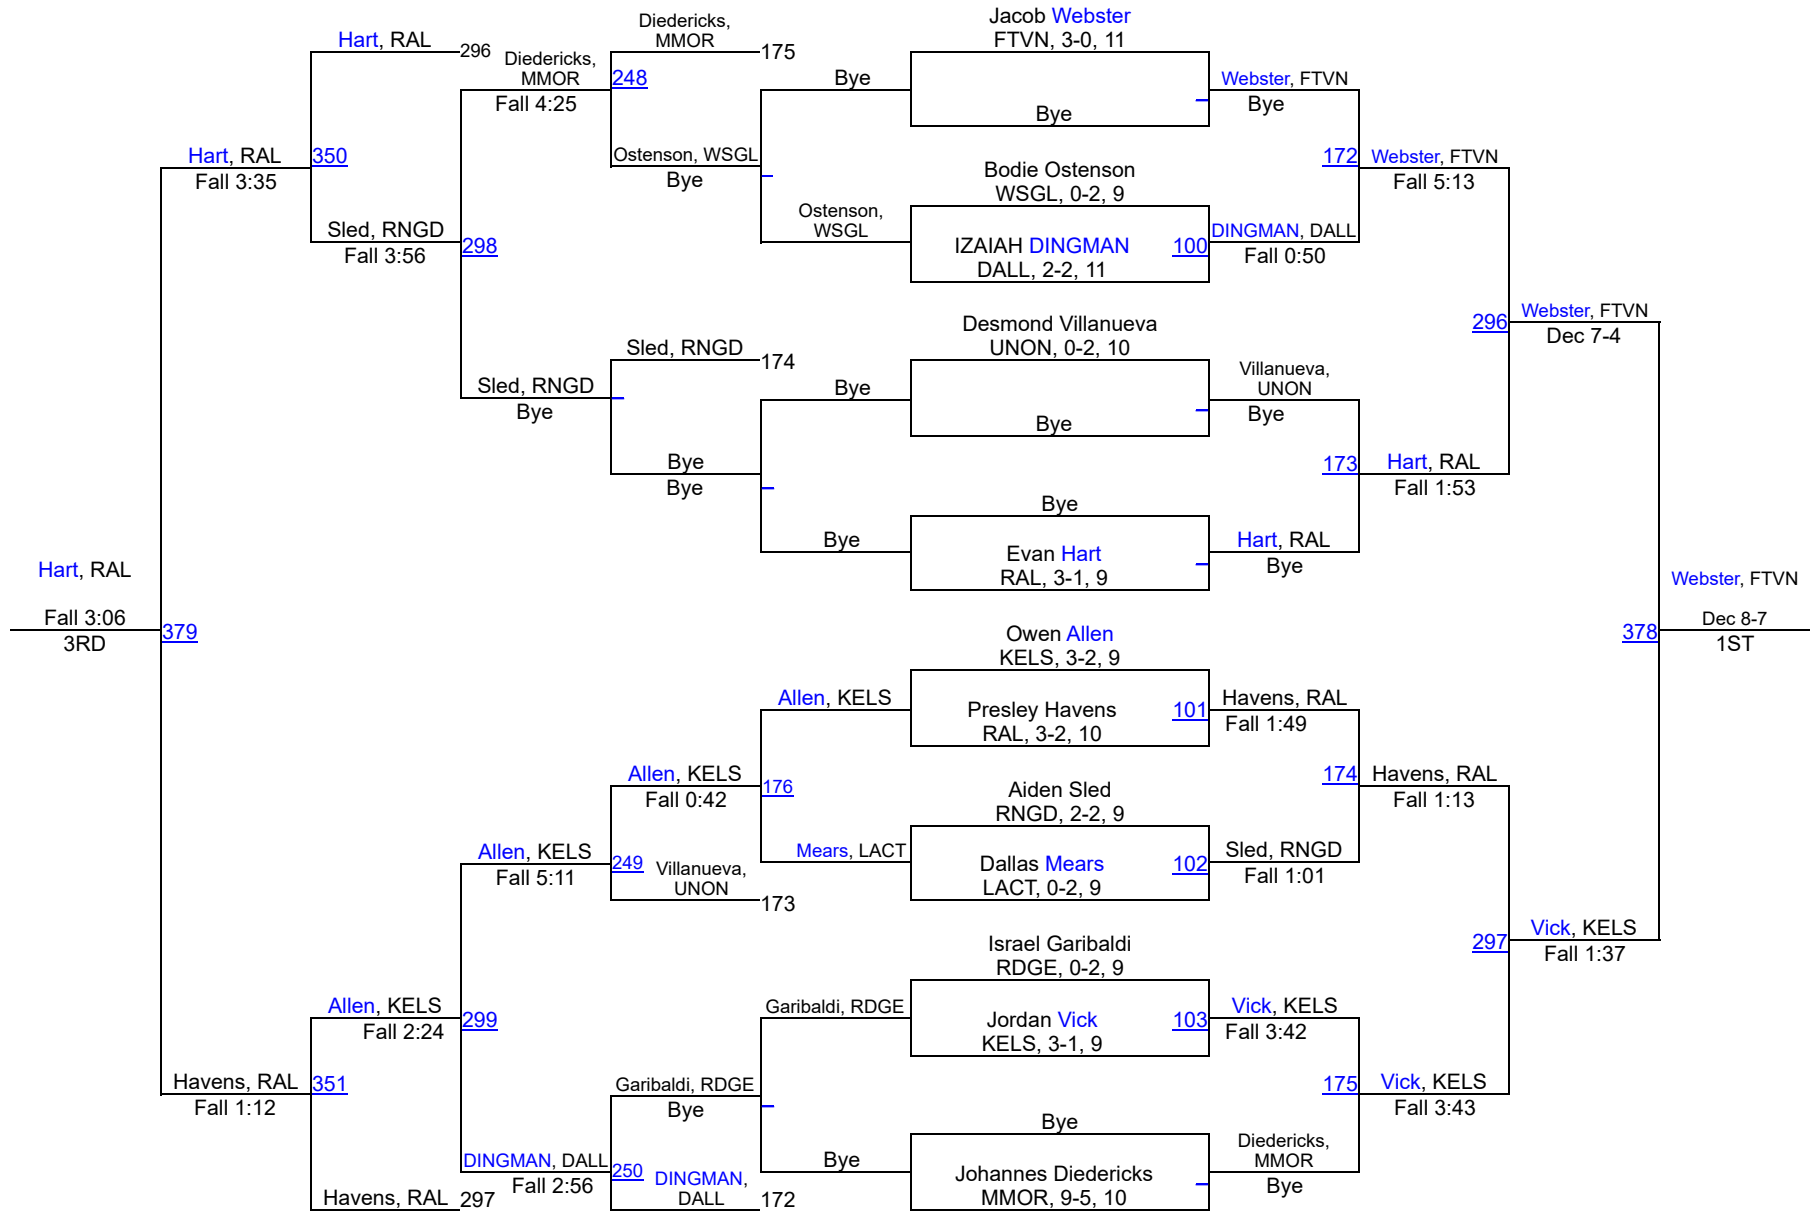 Hart, RAL
Fall 3:06
3RD
379
Hart, RAL
Fall 3:35
350
Hart, RAL
296
Sled, RNGD
Fall 3:56
298
Diedericks,
MMOR
Fall 4:25
248
Diedericks,
MMOR
175
Ostenson, WSGL
Bye
Bye
Ostenson,
WSGL
Sled, RNGD
Bye
Sled, RNGD
174
Bye
Bye
Bye
Bye
Havens, RAL
Fall 1:12
351
Allen, KELS
Fall 2:24
299
Havens, RAL
297
Allen, KELS
Fall 5:11
249
Allen, KELS
Fall 0:42
176
Villanueva,
UNON
173
Allen, KELS
Mears, LACT
DINGMAN, DALL
Fall 2:56
250
Garibaldi, RDGE
Bye
DINGMAN,
DALL
172
Garibaldi, RDGE
Bye
Jacob Webster
FTVN, 3-0, 11
Bye
Bodie Ostenson
WSGL, 0-2, 9
IZAIAH DINGMAN
DALL, 2-2, 11
100
Desmond Villanueva
UNON, 0-2, 10
Bye
Bye
Evan Hart
RAL, 3-1, 9
Owen Allen
KELS, 3-2, 9
Presley Havens
RAL, 3-2, 10
101
Aiden Sled
RNGD, 2-2, 9
Dallas Mears
LACT, 0-2, 9
102
Israel Garibaldi
RDGE, 0-2, 9
Jordan Vick
KELS, 3-1, 9
103
Bye
Johannes Diedericks
MMOR, 9-5, 10
Webster, FTVN
Bye
172
DINGMAN, DALL
Fall 0:50
Villanueva,
UNON
Bye
173
Hart, RAL
Bye
Havens, RAL
Fall 1:49
174
Sled, RNGD
Fall 1:01
Vick, KELS
Fall 3:42
175
Diedericks,
MMOR
Bye
Webster, FTVN
Fall 5:13
296
Hart, RAL
Fall 1:53
Havens, RAL
Fall 1:13
297
Vick, KELS
Fall 3:43
Webster, FTVN
Dec 7-4
378
Vick, KELS
Fall 1:37
Webster, FTVN
Dec 8-7
1ST